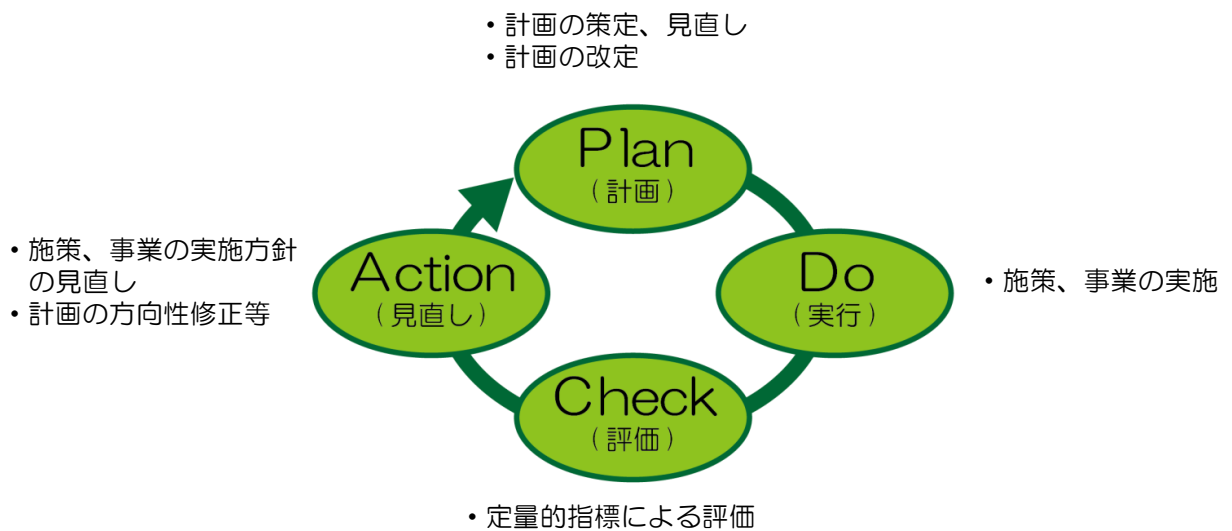 ・計画の策定、見直し
・計画の改定
Plan
(計画)
・施策、事業の実施方針
の見直し
・計画の方向性修正等
Action
(見直し)
Do
(実行)
・施策、事業の実施
Check
(評価)
・定量的指標による評価